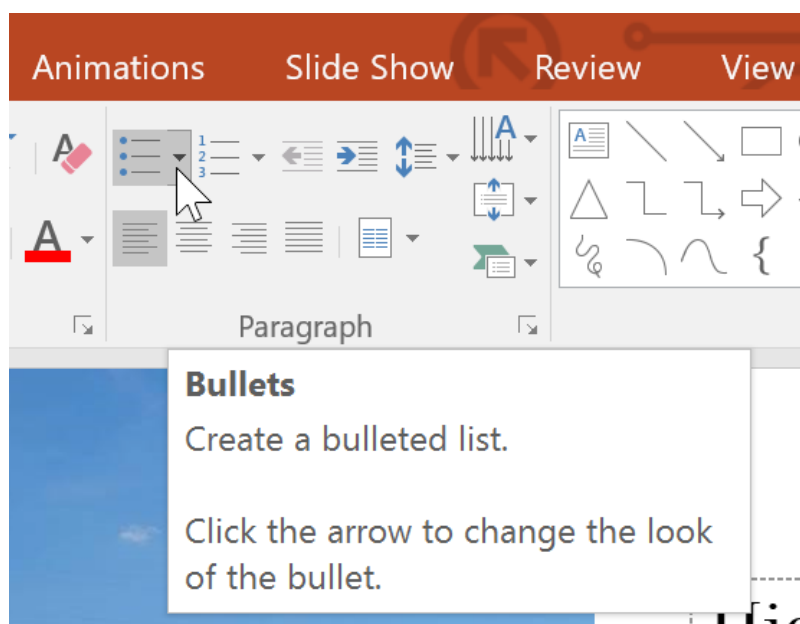 Animations Slide Show Review View
Paragraph
Bullets
Create a bulleted list.
Click the arrow to change the look
of the bullet.